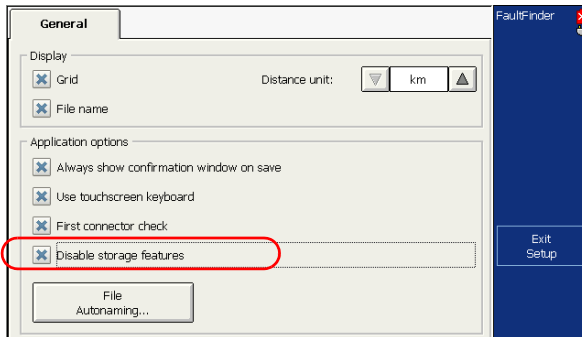 General
FaultFinder
Display
Grid
Distance unit:
km
File name
Application options
Always show confirmation window on save
Use touchscreen keyboard
First connector check
Disable storage features
File
Autonaming...
Exit
Setup